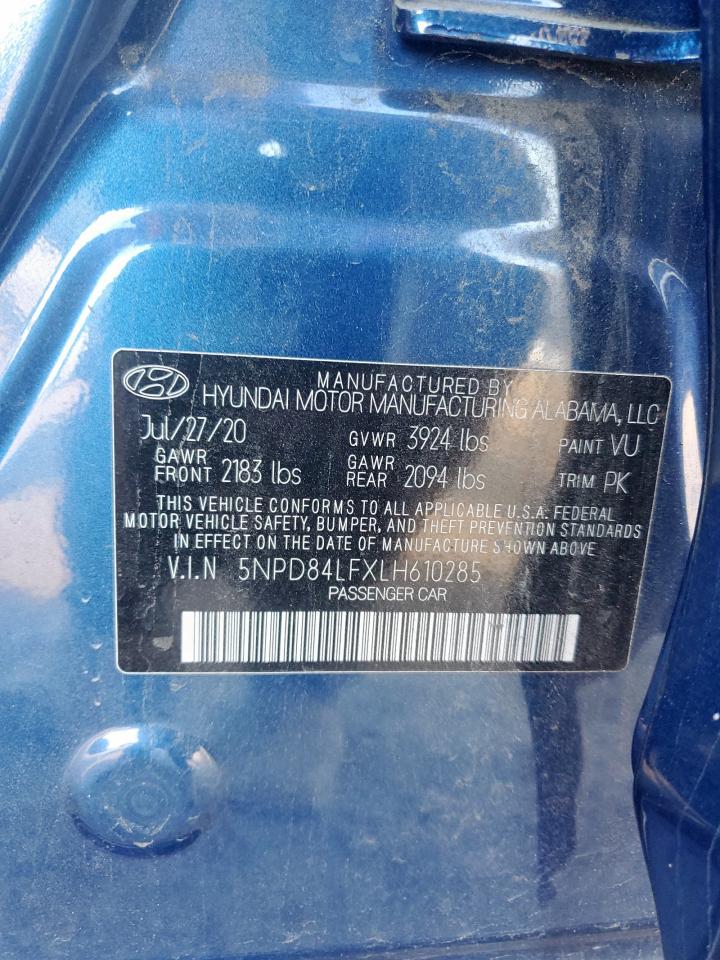 MANUFACTURED BY
HYUNDAI MOTOR MANUFACTURING ALABAMA, LLC
Jul/27/20 GVWR 3924 lbs PAINT VU
GAWR FRONT 2183 lbs GAWR REAR 2094 lbs TRIM PK
THIS VEHICLE CONFORMS TO ALL APPLICABLE U.S.A. FEDERAL
MOTOR VEHICLE SAFETY, BUMPER, AND THEFT PREVENTION STANDARDS
IN EFFECT ON THE DATE OF MANUFACTURE SHOWN ABOVE
V.I.N 5NPD84LFXLH610285
PASSENGER CAR